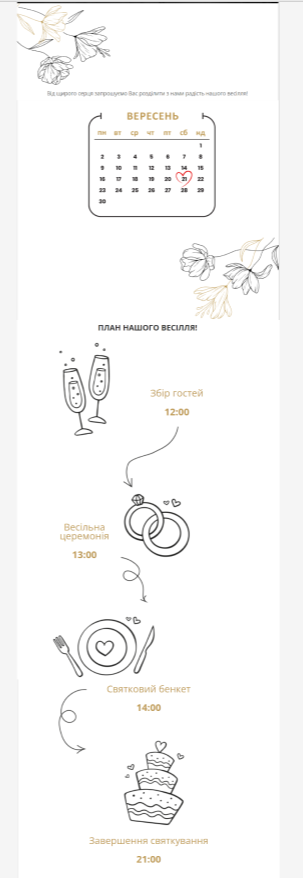 Від щирого серця запрошуємо Вас розділити з нами радість нашого весілля!
ВЕРЕСЕНЬ
пн вт ср чт пт сб нд
1
2 3 4 5 6 7 8
9 10 11 12 13 14 15
16 17 18 19 20 21 22
23 24 25 26 27 28 29
30
ПЛАН НАШОГО ВЕСІЛЛЯ!
Збір гостей
12:00
Весільна
церемонія
13:00
Святковий бенкет
14:00
Завершення святкування
21:00